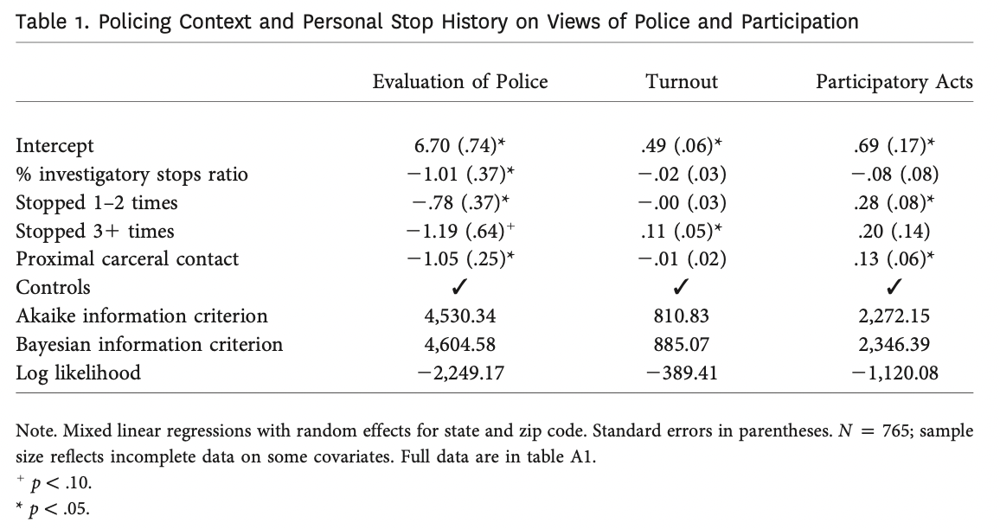 Table 1. Policing Context and Personal Stop History on Views of Police and Participation
Evaluation of Police Turnout Participatory Acts
Intercept 6.70 (.74)* .49 (.06)* .69 (.17)*
% investigatory stops ratio −1.01 (.37)* −.02 (.03) −.08 (.08)
Stopped 1–2 times −.78 (.37)* −.00 (.03) .28 (.08)*
Stopped 3+ times −1.19 (.64)⁺ .11 (.05)* .20 (.14)
Proximal carceral contact −1.05 (.25)* −.01 (.02) .13 (.06)*
Controls ✓ ✓ ✓
Akaike information criterion 4,530.34 810.83 2,272.15
Bayesian information criterion 4,604.58 885.07 2,346.39
Log likelihood −2,249.17 −389.41 −1,120.08
Note. Mixed linear regressions with random effects for state and zip code. Standard errors in parentheses. N = 765; sample
size reflects incomplete data on some covariates. Full data are in table A1.
⁺ p < .10.
* p < .05.